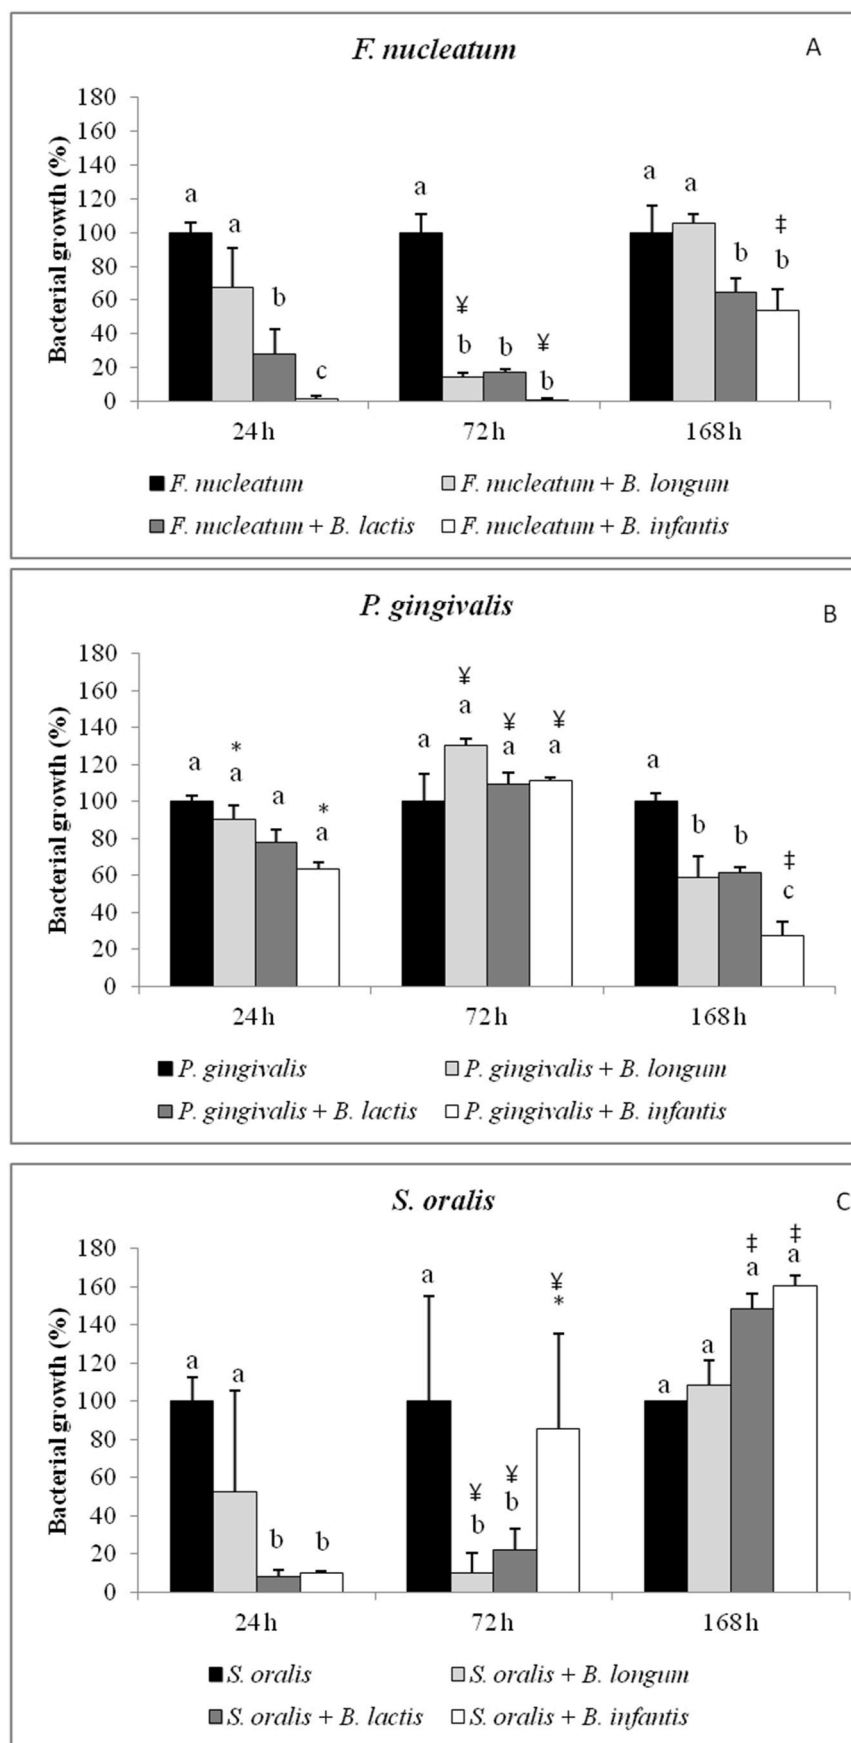 F. nucleatum
A
Bacterial growth (%)
180
160
140
120
100
80
60
40
20
0
a
a
b
c
a
¥
b
b
¥
b
a
a
b
‡
b
24h
72h
168h
F. nucleatum
F. nucleatum + B. longum
F. nucleatum + B. lactis
F. nucleatum + B. infantis
P. gingivalis
B
Bacterial growth (%)
180
160
140
120
100
80
60
40
20
0
a
*
a
a
*
a
a
¥
a
¥
a
¥
a
a
b
b
‡
c
24h
72h
168h
P. gingivalis
P. gingivalis + B. longum
P. gingivalis + B. lactis
P. gingivalis + B. infantis
S. oralis
C
Bacterial growth (%)
180
160
140
120
100
80
60
40
20
0
a
a
b
b
a
¥
b
¥
b
¥
*
a
a
‡
a
‡
a
24h
72h
168h
S. oralis
S. oralis + B. longum
S. oralis + B. lactis
S. oralis + B. infantis